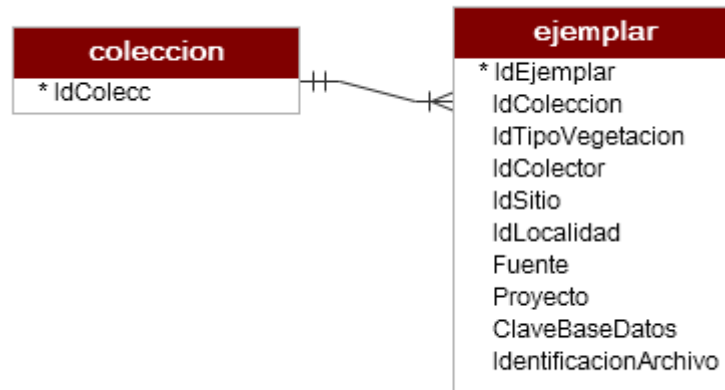 coleccion
* IdColecc
ejemplar
* IdEjemplar
IdColeccion
IdTipoVegetacion
IdColector
IdSitio
IdLocalidad
Fuente
Proyecto
ClaveBaseDatos
IdentificacionArchivo